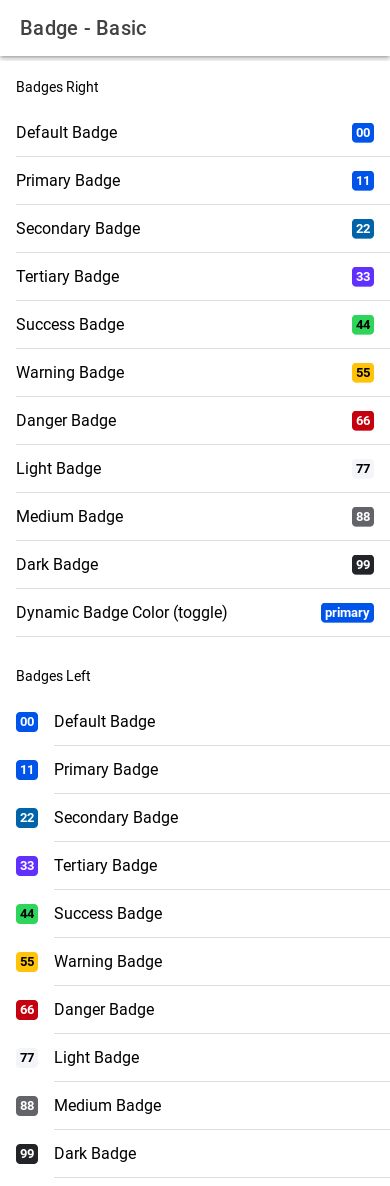 Badge - Basic
Badges Right
Default Badge 00
Primary Badge 11
Secondary Badge 22
Tertiary Badge 33
Success Badge 44
Warning Badge 55
Danger Badge 66
Light Badge 77
Medium Badge 88
Dark Badge 99
Dynamic Badge Color (toggle) primary
Badges Left
00 Default Badge
11 Primary Badge
22 Secondary Badge
33 Tertiary Badge
44 Success Badge
55 Warning Badge
66 Danger Badge
77 Light Badge
88 Medium Badge
99 Dark Badge